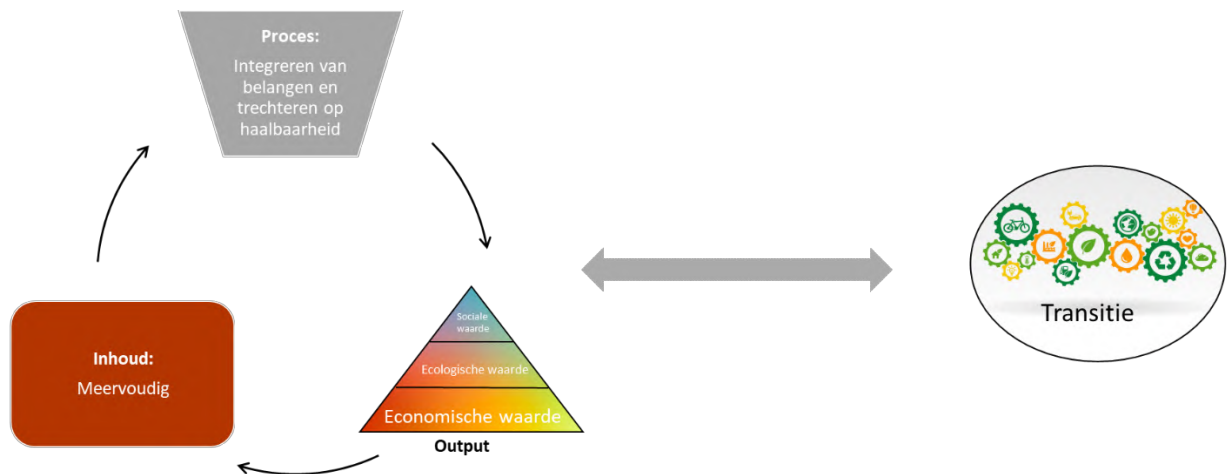 Proces:
Integreren van
belangen en
trechteren op
haalbaarheid
Inhoud:
Meervoudig
Sociale
waarde
Ecologische waarde
Economische waarde
Output
Transitie